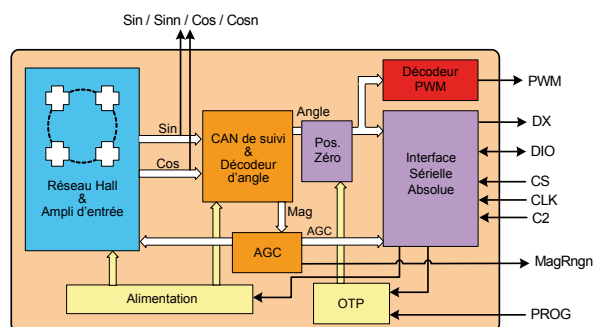 Sin / Sinn / Cos / Cosn
Décodeur
PWM
PWM
Angle
Sin
CAN de suivi
&
Décodeur
d'angle
Pos.
Zéro
Interface
Sérielle
Absolue
DX
DIO
CS
CLK
C2
Cos
Réseau Hall
&
Ampli d'entrée
Mag
AGC
AGC
MagRngn
Alimentation
OTP
PROG